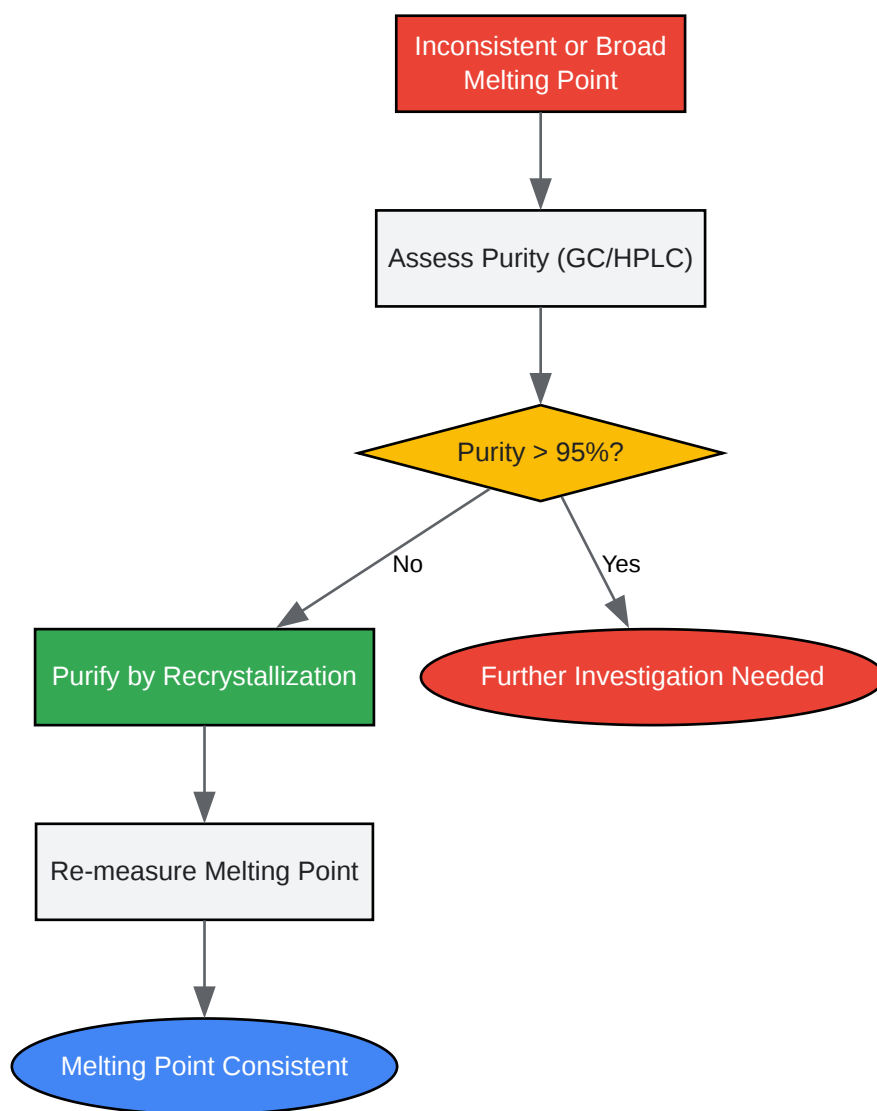 Inconsistent or Broad
Melting Point
Assess Purity (GC/HPLC)
Purity > 95%?
No
Yes
Purify by Recrystallization
Further Investigation Needed
Re-measure Melting Point
Melting Point Consistent